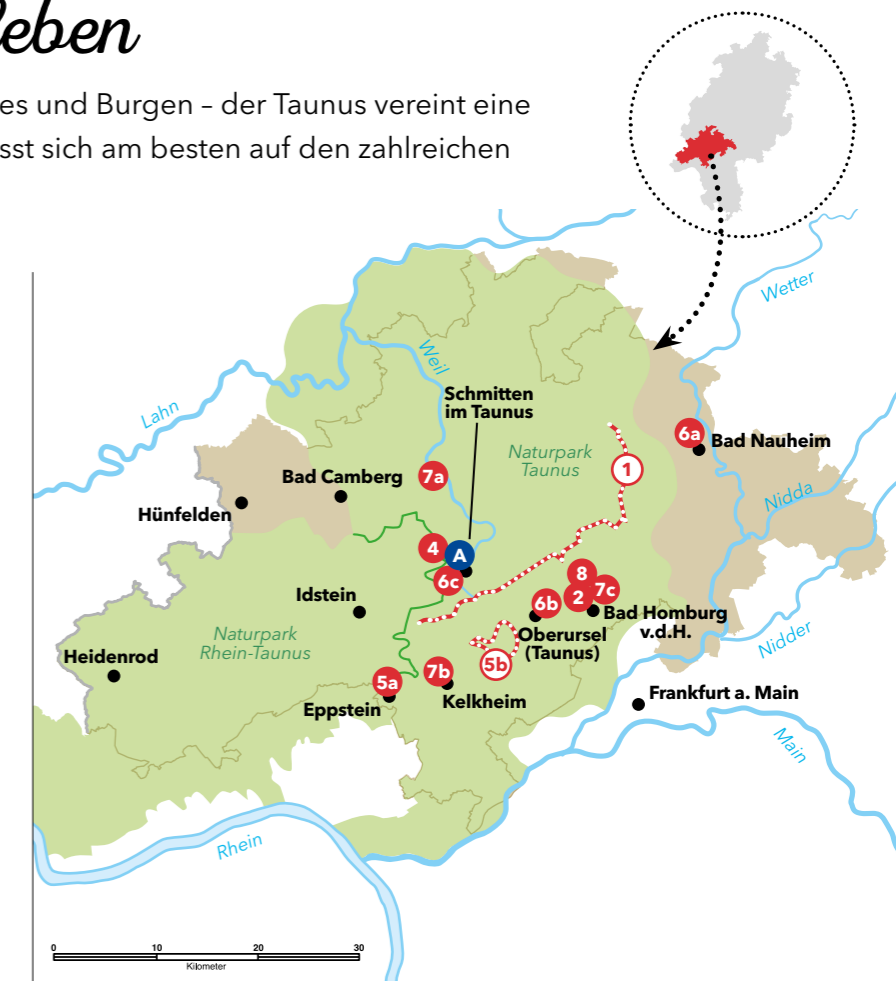 leben
es und Burgen – der Taunus vereint eine
sst sich am besten auf den zahlreichen
Wetter
Weil
Lahn
Schmitten
im Taunus
Naturpark
Taunus
1
6a
Bad Nauheim
Bad Camberg
7a
Hünfelden
Nidda
4
A
6c
8
7c
2
6b
Idstein
Bad Homburg
v.d.H.
Oberursel
(Taunus)
Naturpark
Rhein-Taunus
Nidder
Heidenrod
5b
5a
7b
Eppstein
Kelkheim
Frankfurt a. Main
Main
Rhein
0 10 20 30
Kilometer